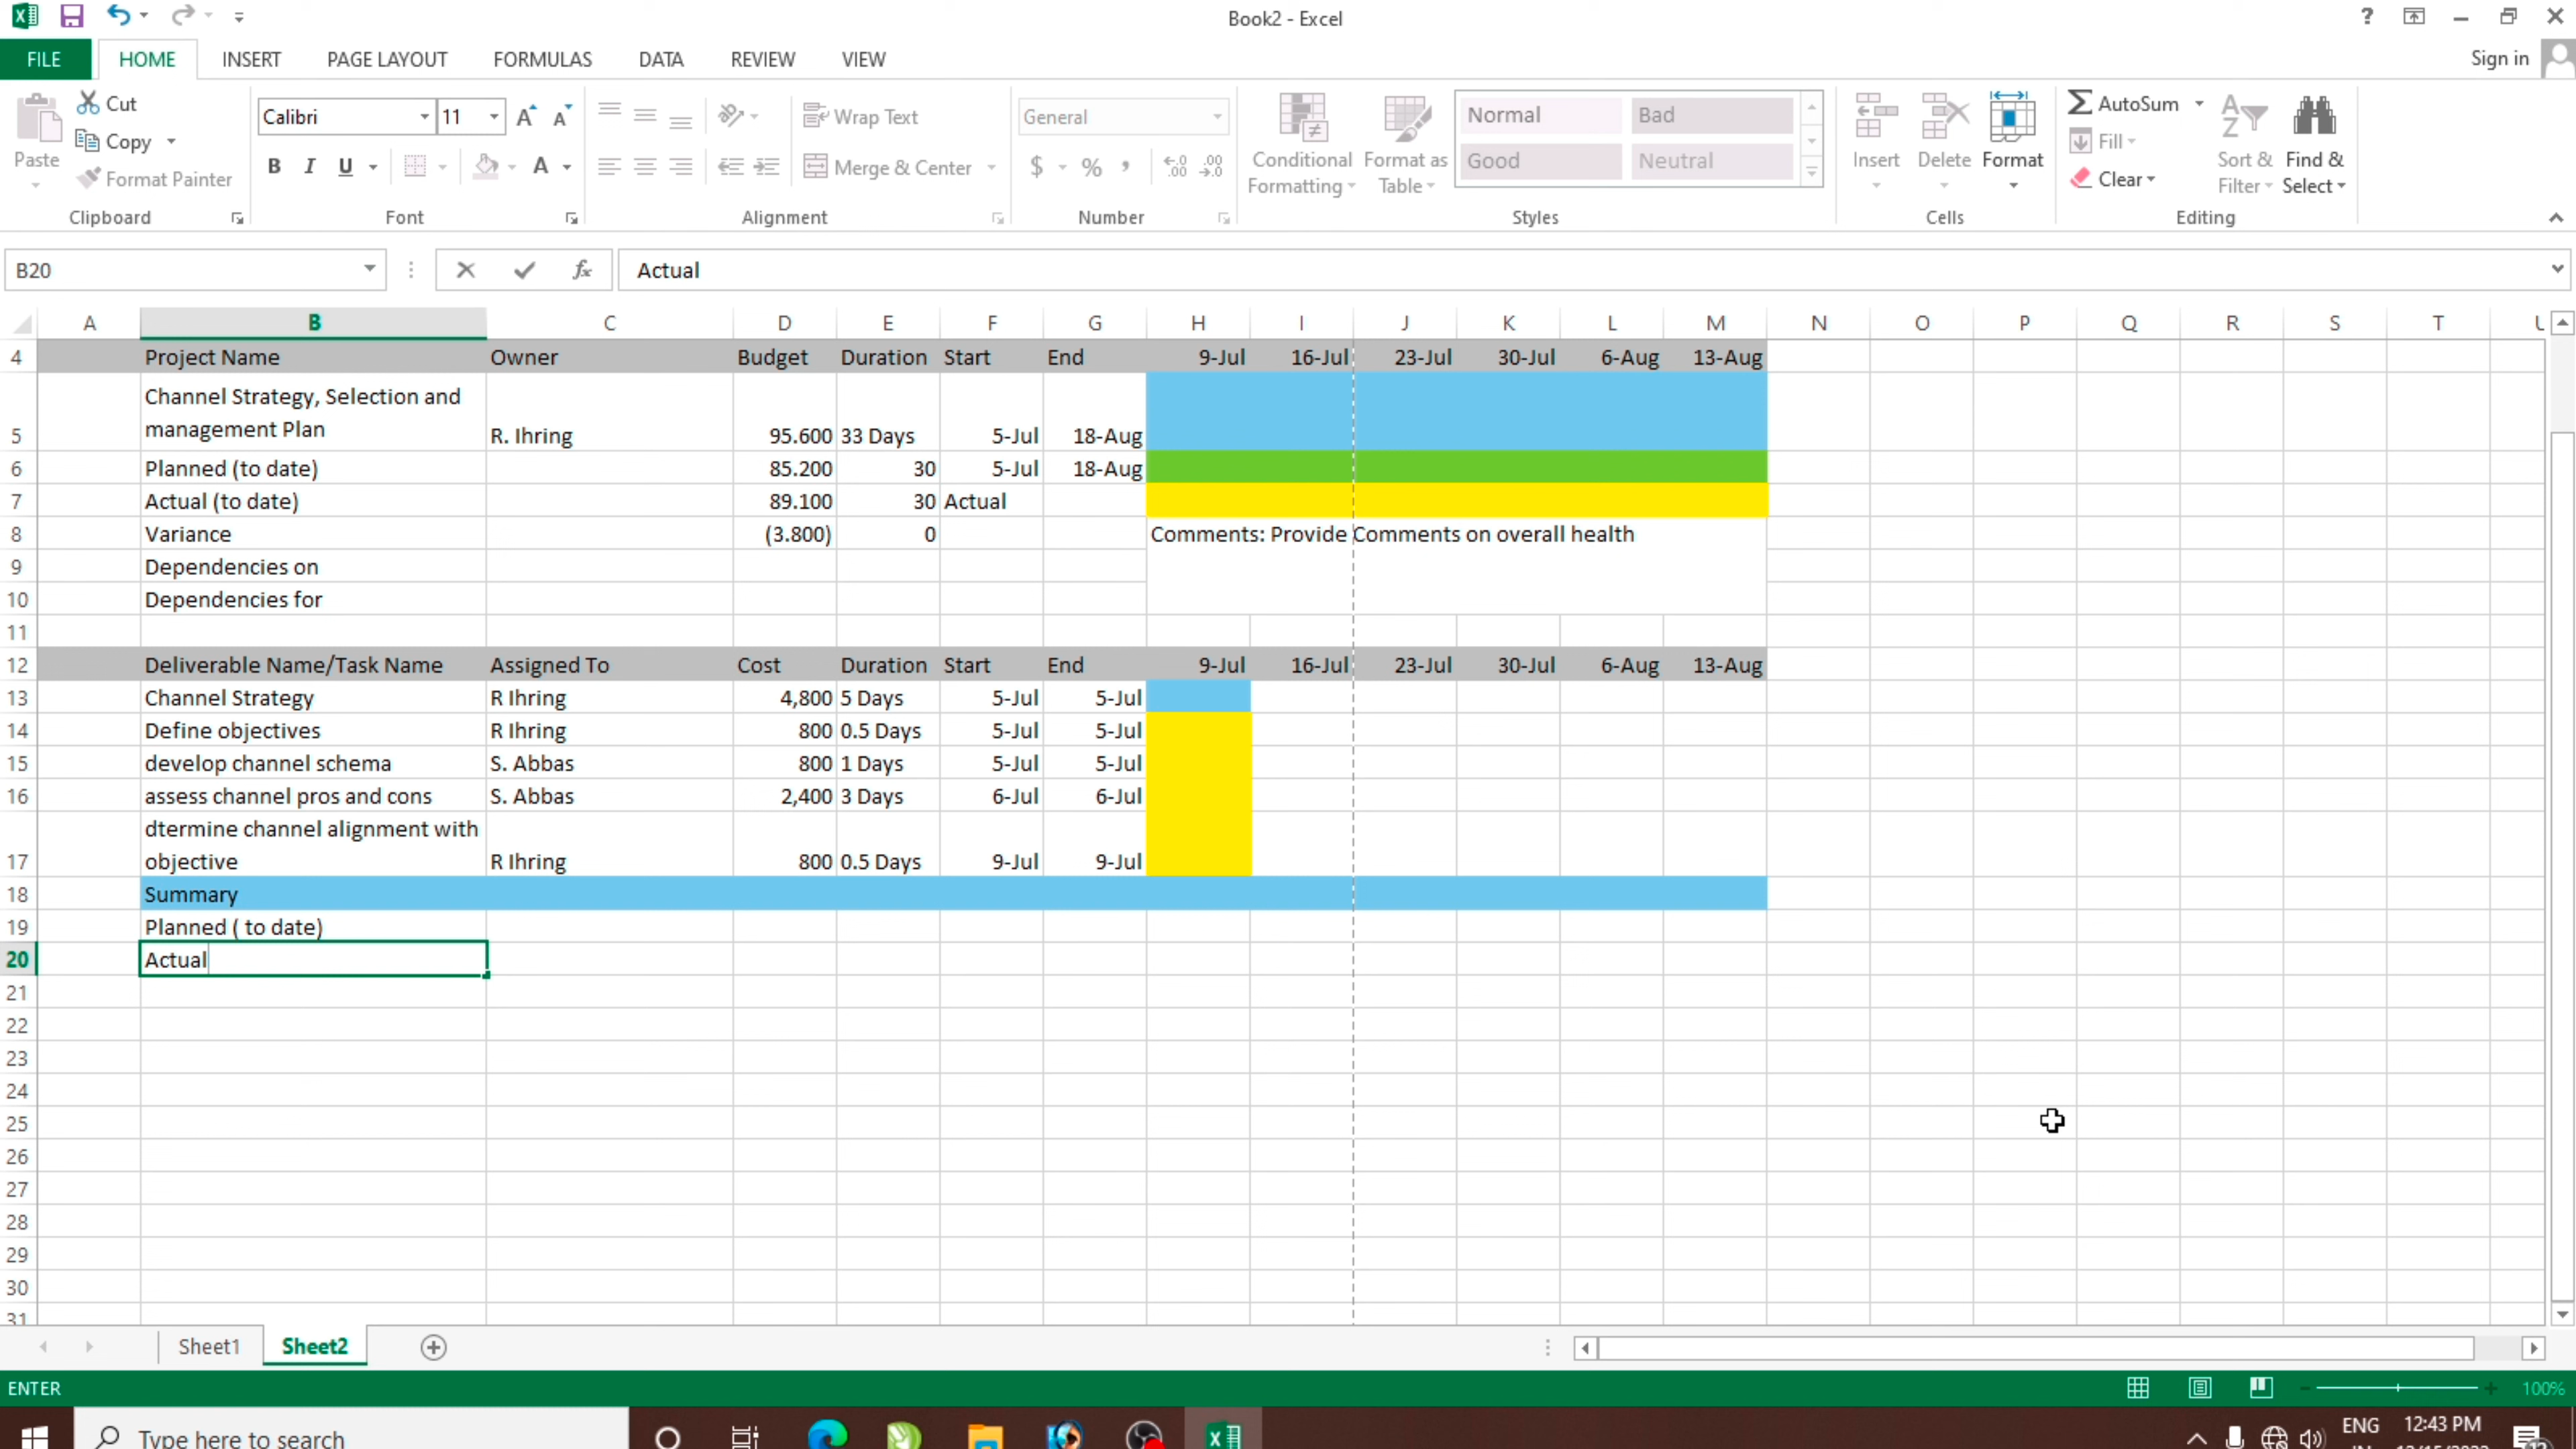 Book2 - Excel
?
FILE HOME INSERT PAGE LAYOUT FORMULAS DATA REVIEW VIEW Sign in
Paste Cut Copy Format Painter
Clipboard
Calibri 11 A A
B I U A
Font
Wrap Text
Merge & Center
Alignment
General
$ % ,
Number
Conditional Formatting
Format as Table
Normal Bad
Good Neutral
Styles
Insert Delete Format
Cells
AutoSum
Fill
Clear
Sort & Filter
Find & Select
Editing
B20 fx Actual
A B C D E F G H I J K L M N O P Q R S T
4 Project Name Owner Budget Duration Start End 9-Jul 16-Jul 23-Jul 30-Jul 6-Aug 13-Aug
Channel Strategy, Selection and
5 management Plan R. Ihring 95.600 33 Days 5-Jul 18-Aug
6 Planned (to date) 85.200 30 5-Jul 18-Aug
7 Actual (to date) 89.100 30 Actual
8 Variance (3.800) 0 Comments: Provide Comments on overall health
9 Dependencies on
10 Dependencies for
11
12 Deliverable Name/Task Name Assigned To Cost Duration Start End 9-Jul 16-Jul 23-Jul 30-Jul 6-Aug 13-Aug
13 Channel Strategy R Ihring 4,800 5 Days 5-Jul 5-Jul
14 Define objectives R Ihring 800 0.5 Days 5-Jul 5-Jul
15 develop channel schema S. Abbas 800 1 Days 5-Jul 5-Jul
16 assess channel pros and cons S. Abbas 2,400 3 Days 6-Jul 6-Jul
dtermine channel alignment with
17 objective R Ihring 800 0.5 Days 9-Jul 9-Jul
18 Summary
19 Planned ( to date)
20 Actual
21
22
23
24
25
26
27
28
29
30
31
Sheet1 Sheet2
ENTER 100%
Type here to search ENG 12:43 PM